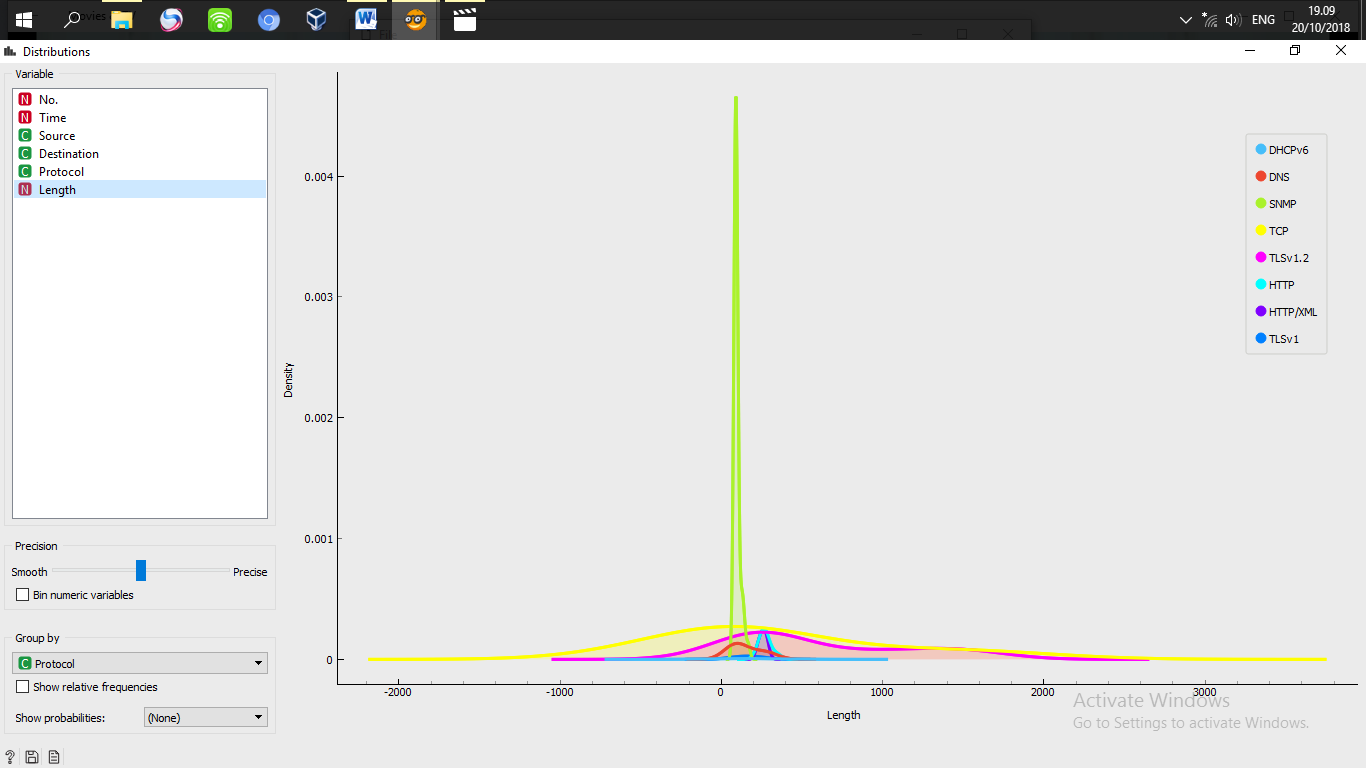 ovies
19.09
ENG
20/10/2018
Distributions
Variable
N No.
N Time
C Source
C Destination
C Protocol
N Length
Precision
Smooth Precise
Bin numeric variables
Group by
C Protocol
Show relative frequencies
Show probabilities: (None)
?
Density
0.004
0.003
0.002
0.001
0
-2000 -1000 0 1000 2000 3000
Length
DHCPv6
DNS
SNMP
TCP
TLSv1.2
HTTP
HTTP/XML
TLSv1
Activate Windows
Go to Settings to activate Windows.